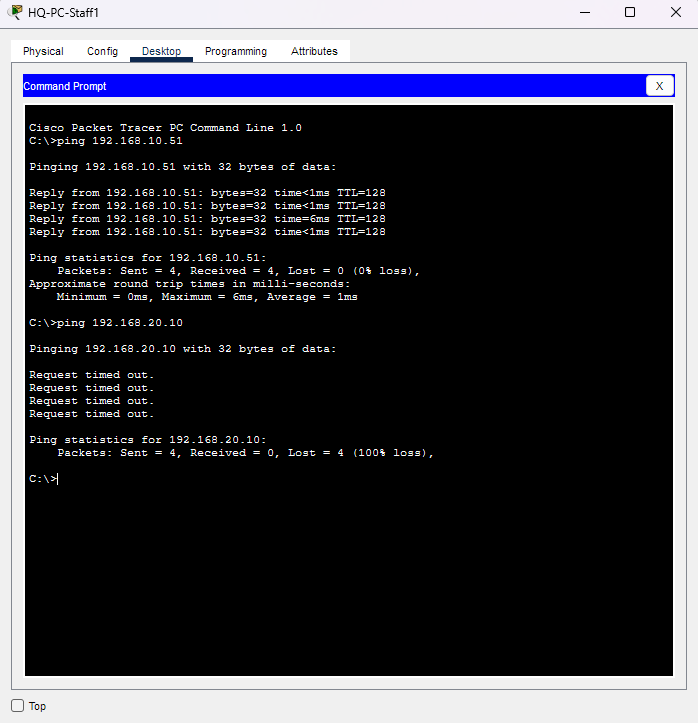 HQ-PC-Staff1
Physical Config Desktop Programming Attributes
Command Prompt X
Cisco Packet Tracer PC Command Line 1.0
C:\>ping 192.168.10.51
Pinging 192.168.10.51 with 32 bytes of data:
Reply from 192.168.10.51: bytes=32 time<1ms TTL=128
Reply from 192.168.10.51: bytes=32 time<1ms TTL=128
Reply from 192.168.10.51: bytes=32 time=6ms TTL=128
Reply from 192.168.10.51: bytes=32 time<1ms TTL=128
Ping statistics for 192.168.10.51:
Packets: Sent = 4, Received = 4, Lost = 0 (0% loss),
Approximate round trip times in milli-seconds:
Minimum = 0ms, Maximum = 6ms, Average = 1ms
C:\>ping 192.168.20.10
Pinging 192.168.20.10 with 32 bytes of data:
Request timed out.
Request timed out.
Request timed out.
Request timed out.
Ping statistics for 192.168.20.10:
Packets: Sent = 4, Received = 0, Lost = 4 (100% loss),
C:\>
Top